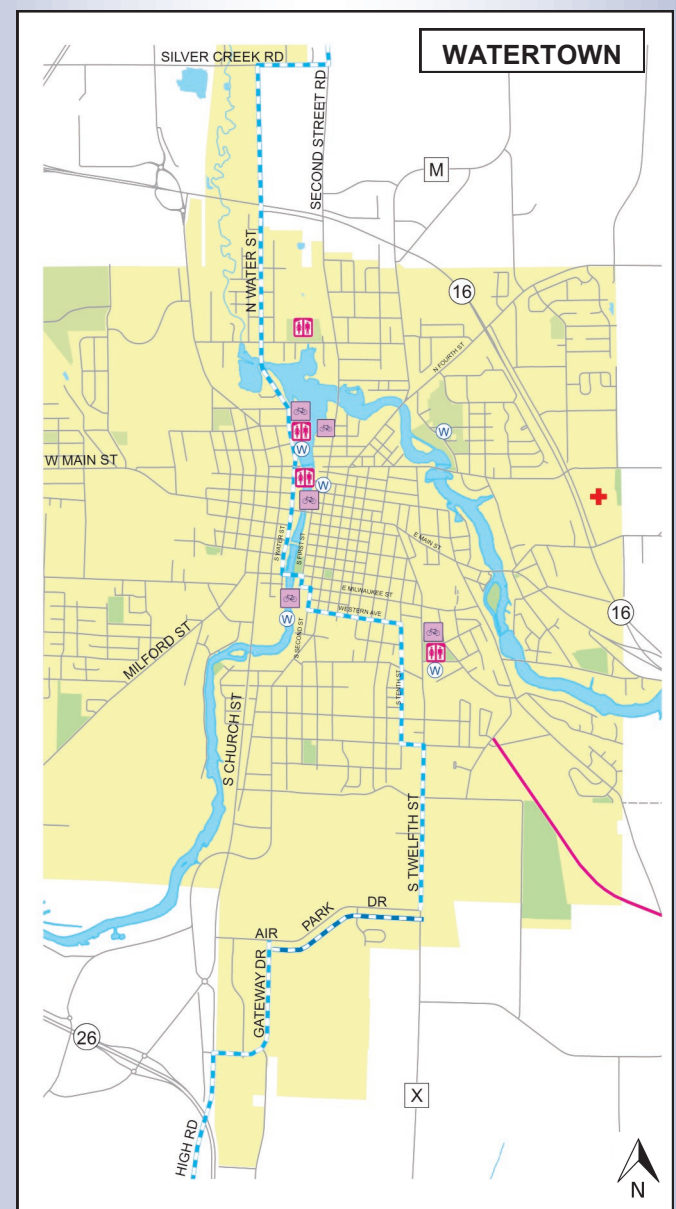 WATERTOWN
SILVER CREEK RD
SECOND STREET RD
M
N WATER ST
16
N FOURTH ST
W
W MAIN ST
W
W
E MAIN ST
S WATER ST
S FIRST ST
E MILWAUKEE ST
WESTERN AVE
16
W
S SECOND ST
MILFORD ST
W
S TENTH ST
S CHURCH ST
S TWELFTH ST
AIR PARK DR
GATEWAY DR
26
X
HIGH RD
N